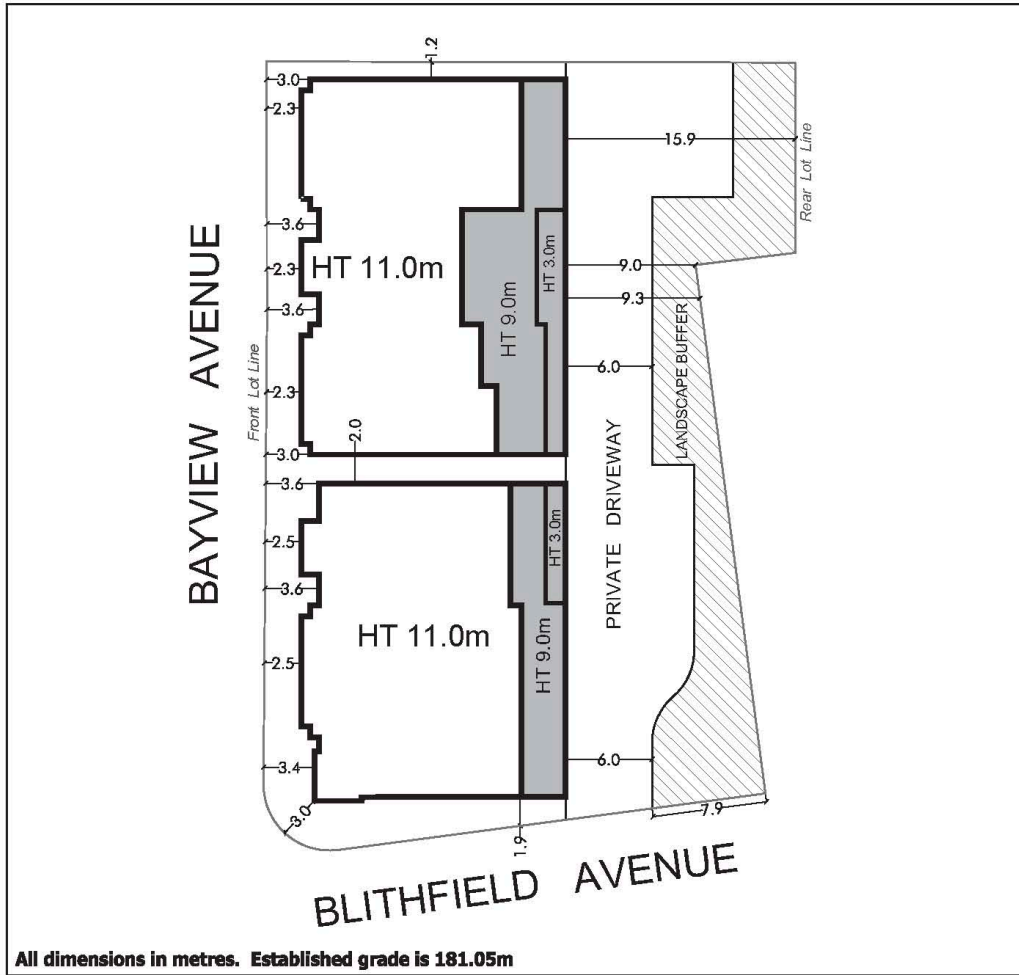 1.2
3.0
2.3
15.9
Rear Lot Line
3.6
HT 11.0m
HT 3.0m
2.3
9.0
9.3
3.6
HT 9.0m
LANDSCAPE BUFFER
BAYVIEW AVENUE
Front Lot Line
6.0
2.3
2.0
3.0
PRIVATE DRIVEWAY
3.6
2.5
HT 3.0m
3.6
HT 11.0m
HT 9.0m
2.5
6.0
3.4
3.0
1.9
7.9
BLITHFIELD AVENUE
All dimensions in metres. Established grade is 181.05m